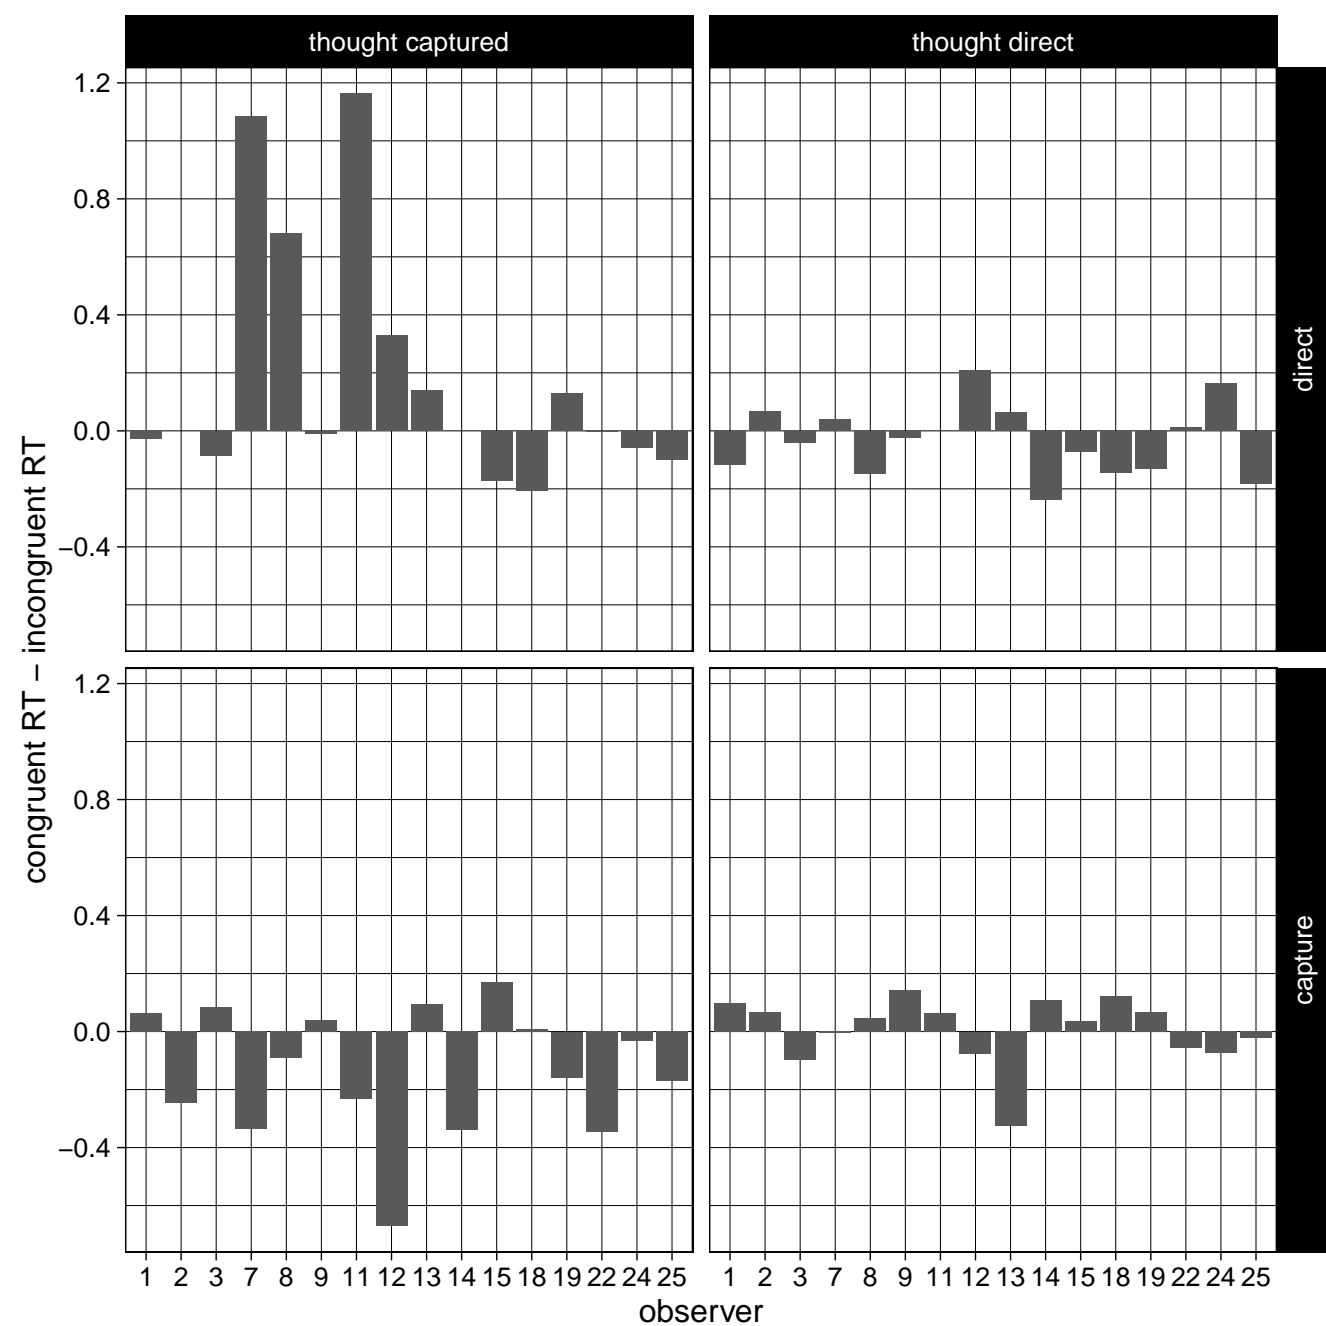 thought captured
thought direct
congruent RT – incongruent RT
1.2
0.8
0.4
0.0
−0.4
direct
1.2
0.8
0.4
0.0
−0.4
capture
1 2 3 7 8 9 11 12 13 14 15 18 19 22 24 25
1 2 3 7 8 9 11 12 13 14 15 18 19 22 24 25
observer